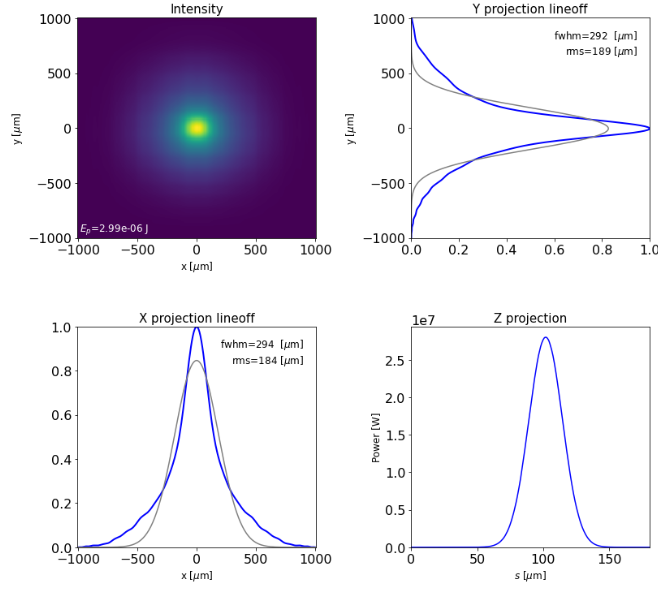 Intensity
1000
500
0
−500
−1000
y [μm]
E_p=2.99e-06 J
−1000 −500 0 500 1000
x [μm]
Y projection lineoff
fwhm=292 [μm]
rms=189 [μm]
1000
500
0
−500
−1000
y [μm]
0.0 0.2 0.4 0.6 0.8 1.0
X projection lineoff
fwhm=294 [μm]
rms=184 [μm]
1.0
0.8
0.6
0.4
0.2
0.0
−1000 −500 0 500 1000
x [μm]
Z projection
1e7
2.5
2.0
1.5
1.0
0.5
0.0
Power [W]
0 50 100 150
s [μm]